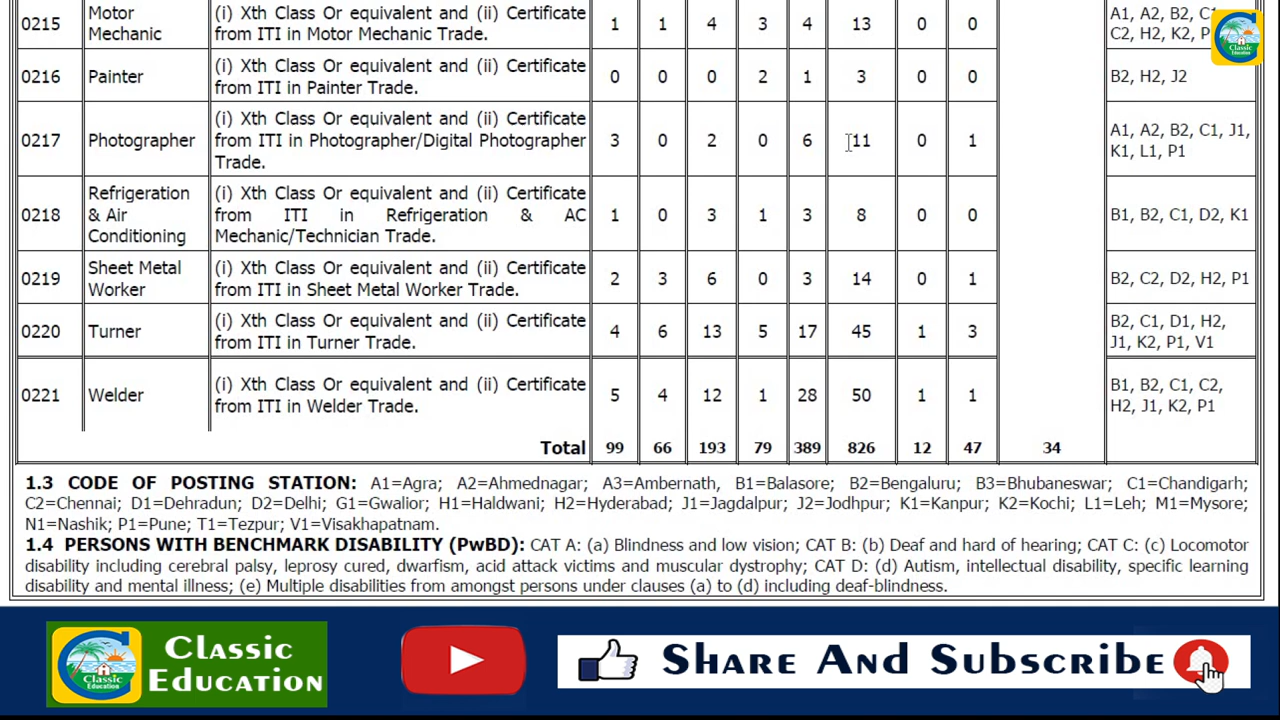 0215 Motor Mechanic (i) Xth Class Or equivalent and (ii) Certificate from ITI in Motor Mechanic Trade. 1 1 4 3 4 13 0 0 A1, A2, B2, C1, C2, H2, K2, P
0216 Painter (i) Xth Class Or equivalent and (ii) Certificate from ITI in Painter Trade. 0 0 0 2 1 3 0 0 B2, H2, J2
0217 Photographer (i) Xth Class Or equivalent and (ii) Certificate from ITI in Photographer/Digital Photographer Trade. 3 0 2 0 6 11 0 1 A1, A2, B2, C1, J1, K1, L1, P1
0218 Refrigeration & Air Conditioning (i) Xth Class Or equivalent and (ii) Certificate from ITI in Refrigeration & AC Mechanic/Technician Trade. 1 0 3 1 3 8 0 0 B1, B2, C1, D2, K1
0219 Sheet Metal Worker (i) Xth Class Or equivalent and (ii) Certificate from ITI in Sheet Metal Worker Trade. 2 3 6 0 3 14 0 1 B2, C2, D2, H2, P1
0220 Turner (i) Xth Class Or equivalent and (ii) Certificate from ITI in Turner Trade. 4 6 13 5 17 45 1 3 B2, C1, D1, H2, J1, K2, P1, V1
0221 Welder (i) Xth Class Or equivalent and (ii) Certificate from ITI in Welder Trade. 5 4 12 1 28 50 1 1 B1, B2, C1, C2, H2, J1, K2, P1
Total 99 66 193 79 389 826 12 47 34
1.3 CODE OF POSTING STATION: A1=Agra; A2=Ahmednagar; A3=Ambernath, B1=Balasore; B2=Bengaluru; B3=Bhubaneswar; C1=Chandigarh;
C2=Chennai; D1=Dehradun; D2=Delhi; G1=Gwalior; H1=Haldwani; H2=Hyderabad; J1=Jagdalpur; J2=Jodhpur; K1=Kanpur; K2=Kochi; L1=Leh; M1=Mysore;
N1=Nashik; P1=Pune; T1=Tezpur; V1=Visakhapatnam.
1.4 PERSONS WITH BENCHMARK DISABILITY (PwBD): CAT A: (a) Blindness and low vision; CAT B: (b) Deaf and hard of hearing; CAT C: (c) Locomotor
disability including cerebral palsy, leprosy cured, dwarfism, acid attack victims and muscular dystrophy; CAT D: (d) Autism, intellectual disability, specific learning
disability and mental illness; (e) Multiple disabilities from amongst persons under clauses (a) to (d) including deaf-blindness.
Classic
Education
Classic
Education
Classic
Education
Share And Subscribe